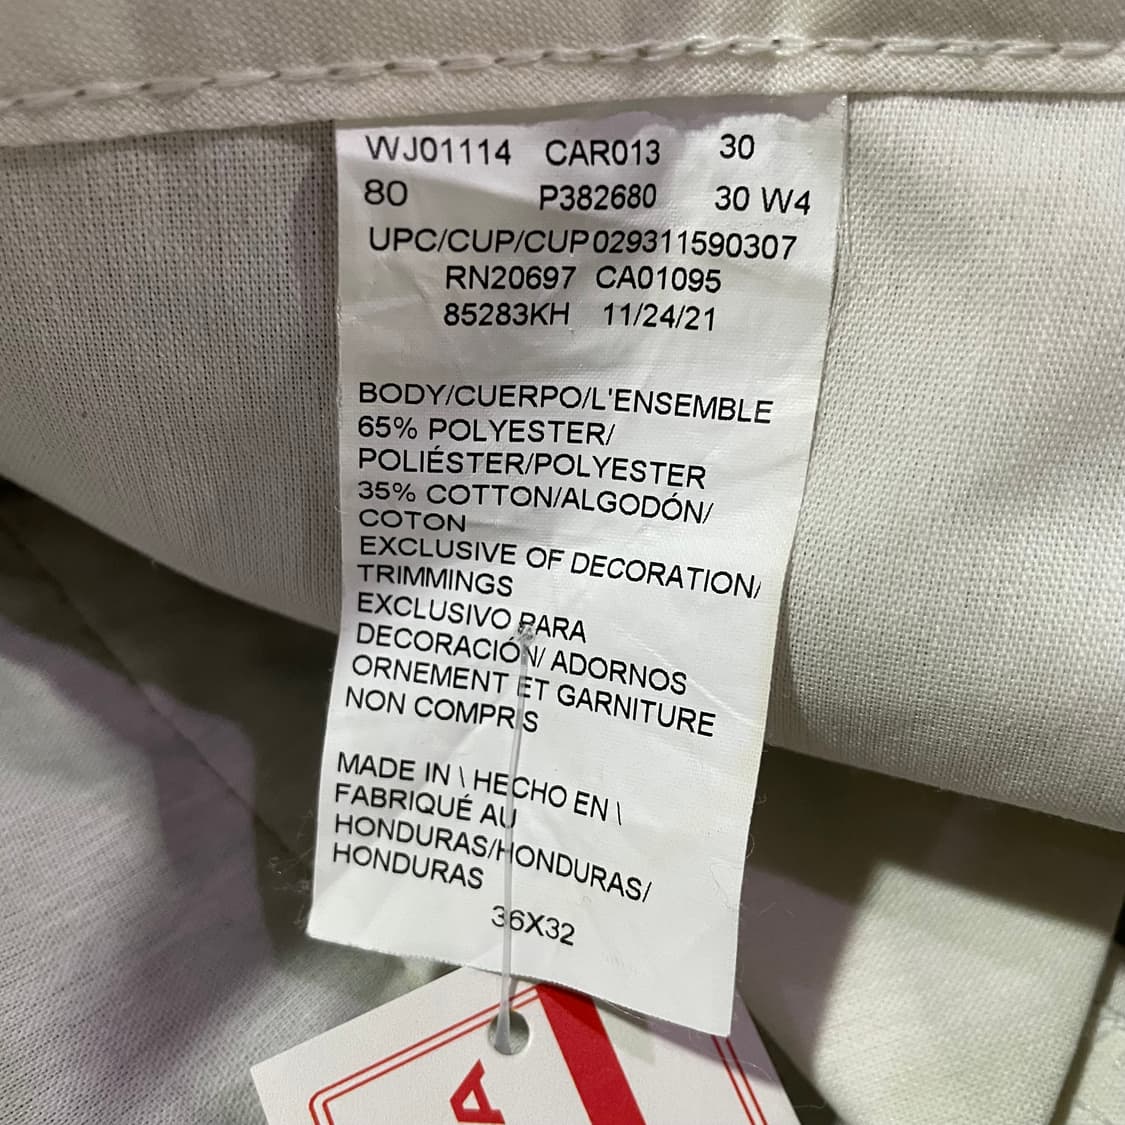 WJ01114 CAR013 30
80 P382680 30 W4
UPC/CUP/CUP029311590307
RN20697 CA01095
85283KH 11/24/21
BODY/CUERPO/L'ENSEMBLE
65% POLYESTER/
POLIÉSTER/POLYESTER
35% COTTON/ALGODÓN/
COTON
EXCLUSIVE OF DECORATION/
TRIMMINGS
EXCLUSIVO PARA
DECORACIÓN/ ADORNOS
ORNEMENT ET GARNITURE
NON COMPRIS
MADE IN \ HECHO EN \
FABRIQUÉ AU
HONDURAS/HONDURAS/
HONDURAS
36X32
A